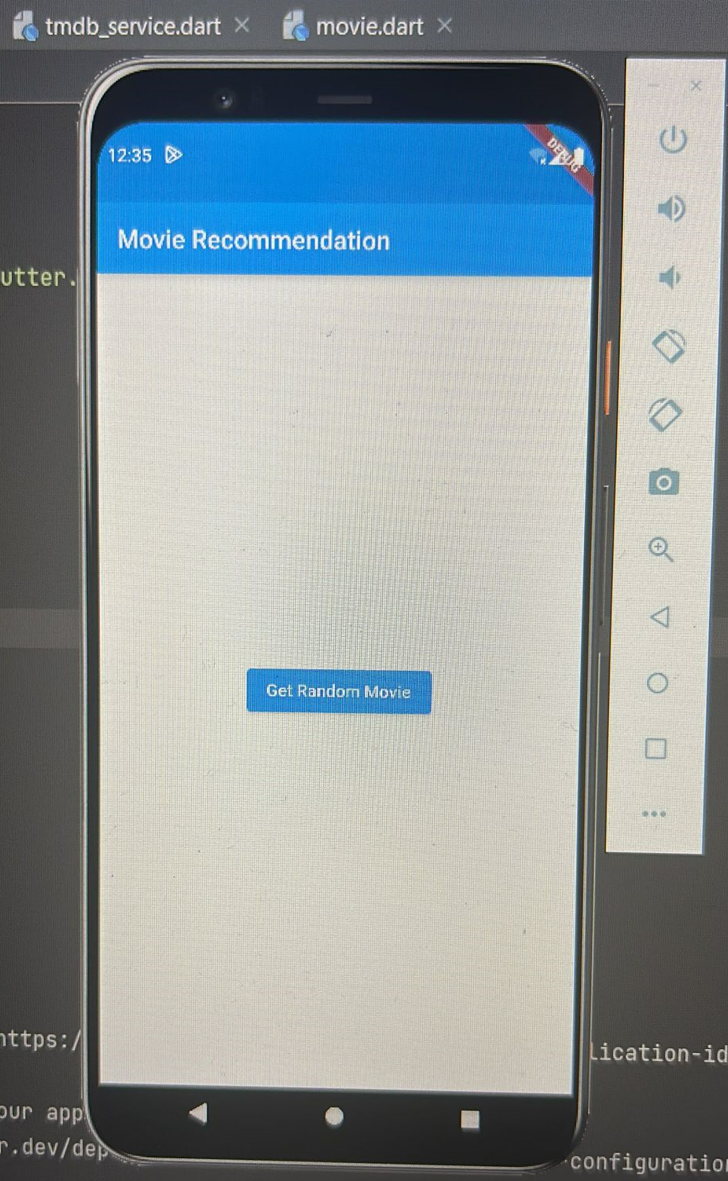 tmdb_service.dart
movie.dart
12:35
DEBUG
Movie Recommendation
utter.
Get Random Movie
https:/
lication-id
our app
r.dev/dep
configuration